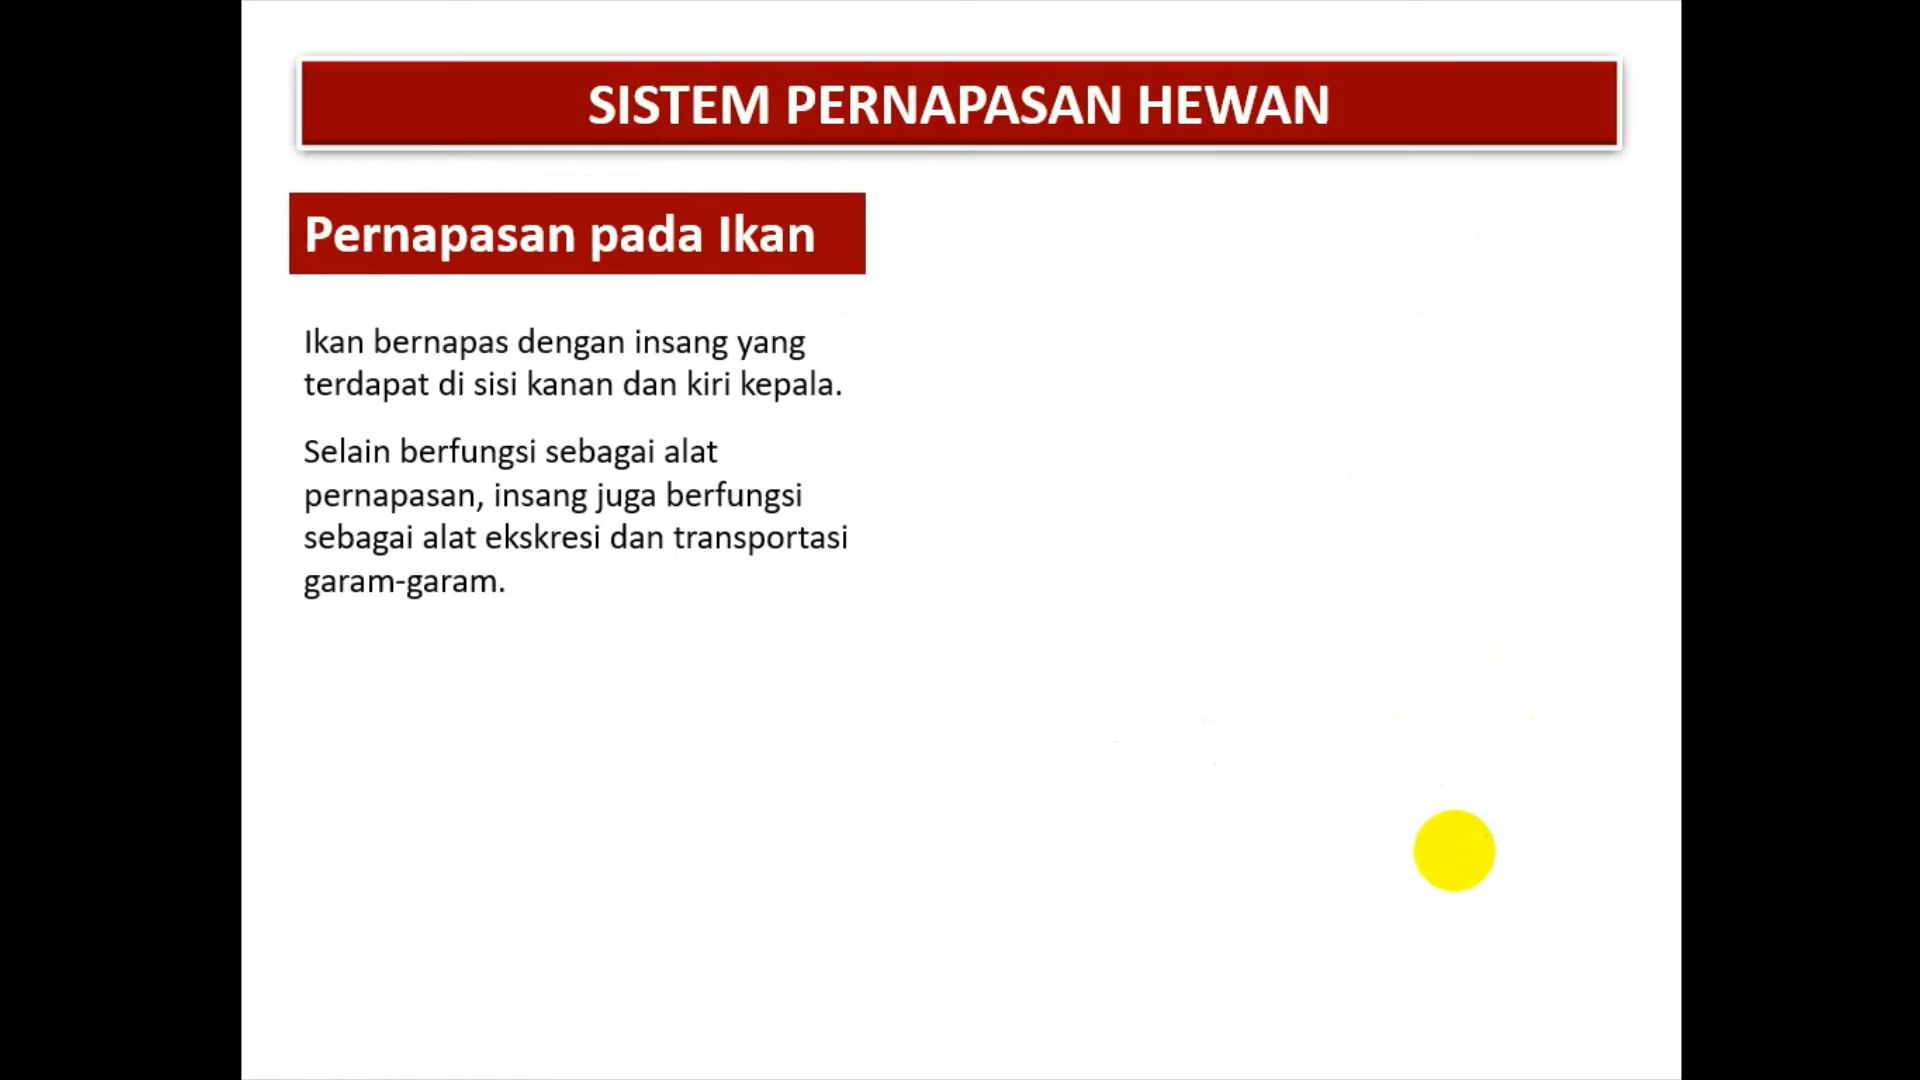 SISTEM PERNAPASAN HEWAN
Pernapasan pada Ikan
Ikan bernapas dengan insang yang
terdapat di sisi kanan dan kiri kepala.
Selain berfungsi sebagai alat
pernapasan, insang juga berfungsi
sebagai alat ekskresi dan transportasi
garam-garam.